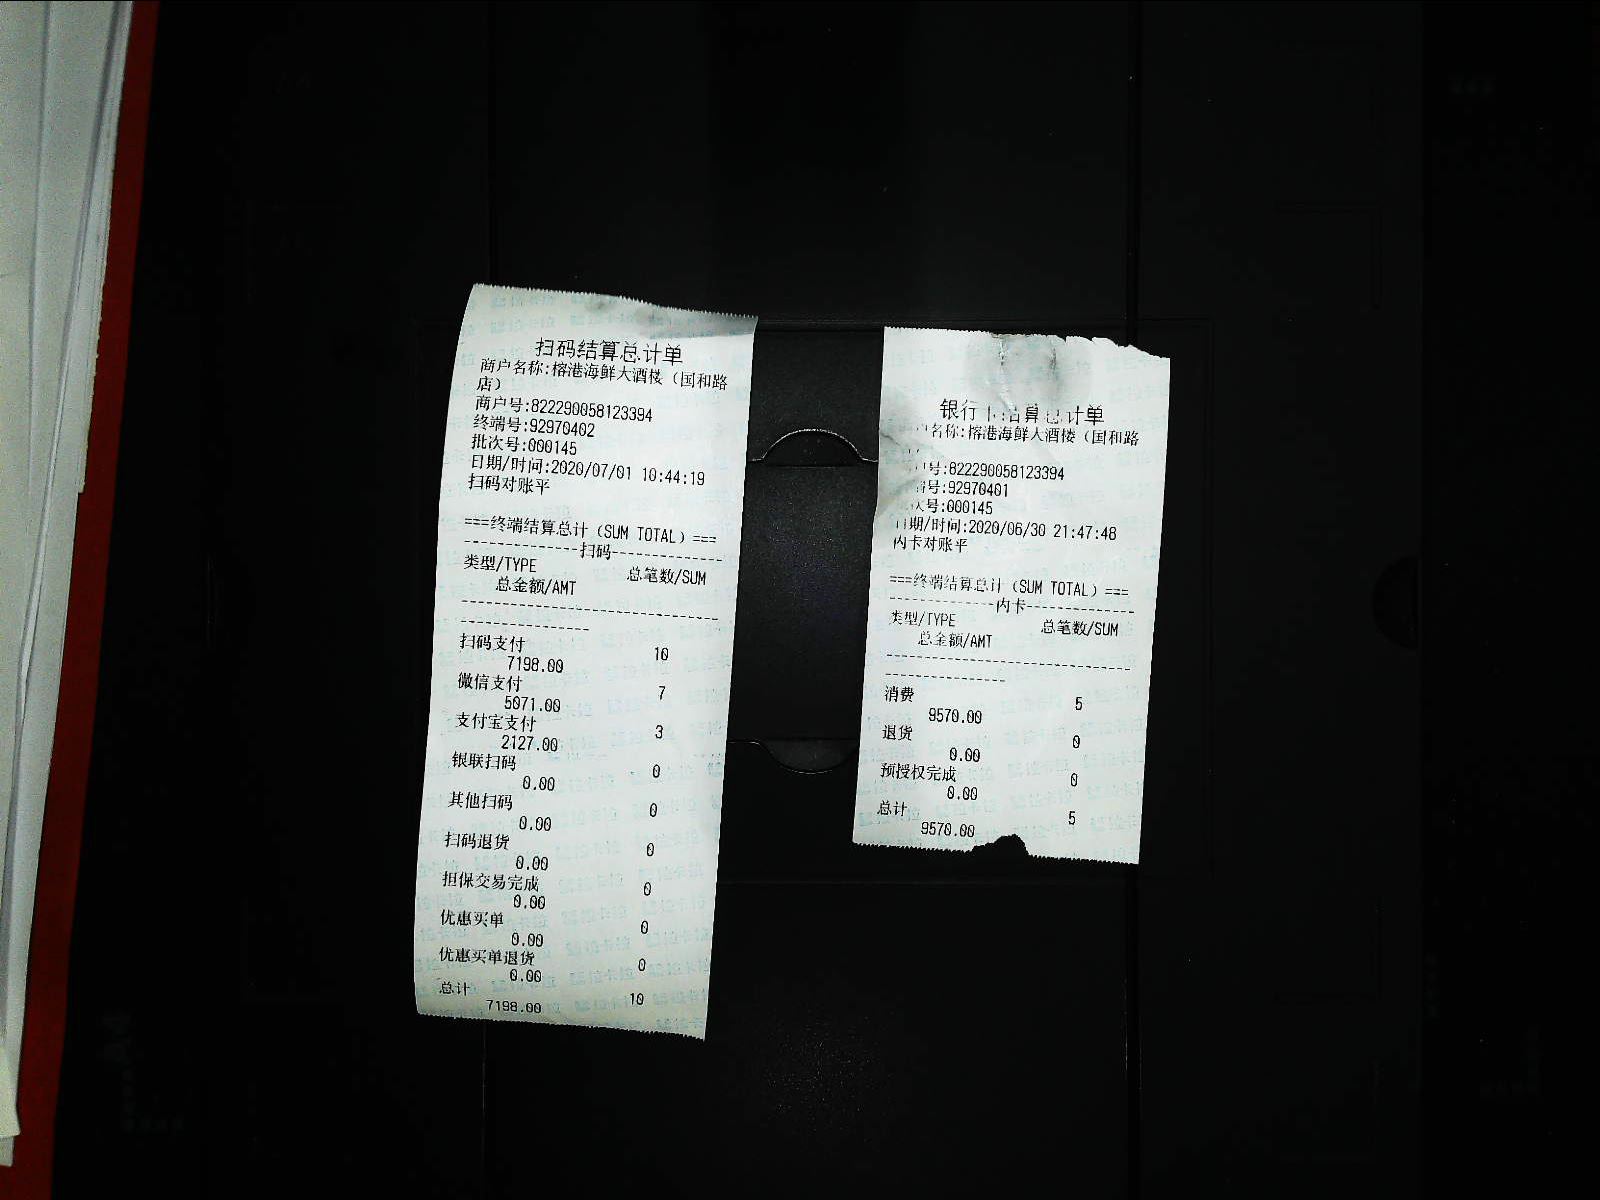 扫码结算总计单
商户名称:榕港海鲜大酒楼（国和路
店）
商户号:822290058123394
终端号:92970402
批次号:000145
日期/时间:2020/07/01 10:44:19
扫码对账平
===终端结算总计（SUM TOTAL）===
--------------扫码--------------
类型/TYPE 总笔数/SUM
总金额/AMT
扫码支付 10
7198.00
微信支付 7
5071.00
支付宝支付 3
2127.00
银联扫码 0
0.00
其他扫码 0
0.00
扫码退货 0
0.00
担保交易完成 0
0.00
优惠买单 0
0.00
优惠买单退货 0
0.00
总计 10
7198.00
银行卡结算总计单
户名称:榕港海鲜大酒楼（国和路
号:822290058123394
号:92970401
次号:000145
日期/时间:2020/06/30 21:47:48
内卡对账平
===终端结算总计（SUM TOTAL）===
--------------内卡--------------
类型/TYPE 总笔数/SUM
总金额/AMT
消费 5
9570.00
退货 0
0.00
预授权完成 0
0.00
总计 5
9570.00